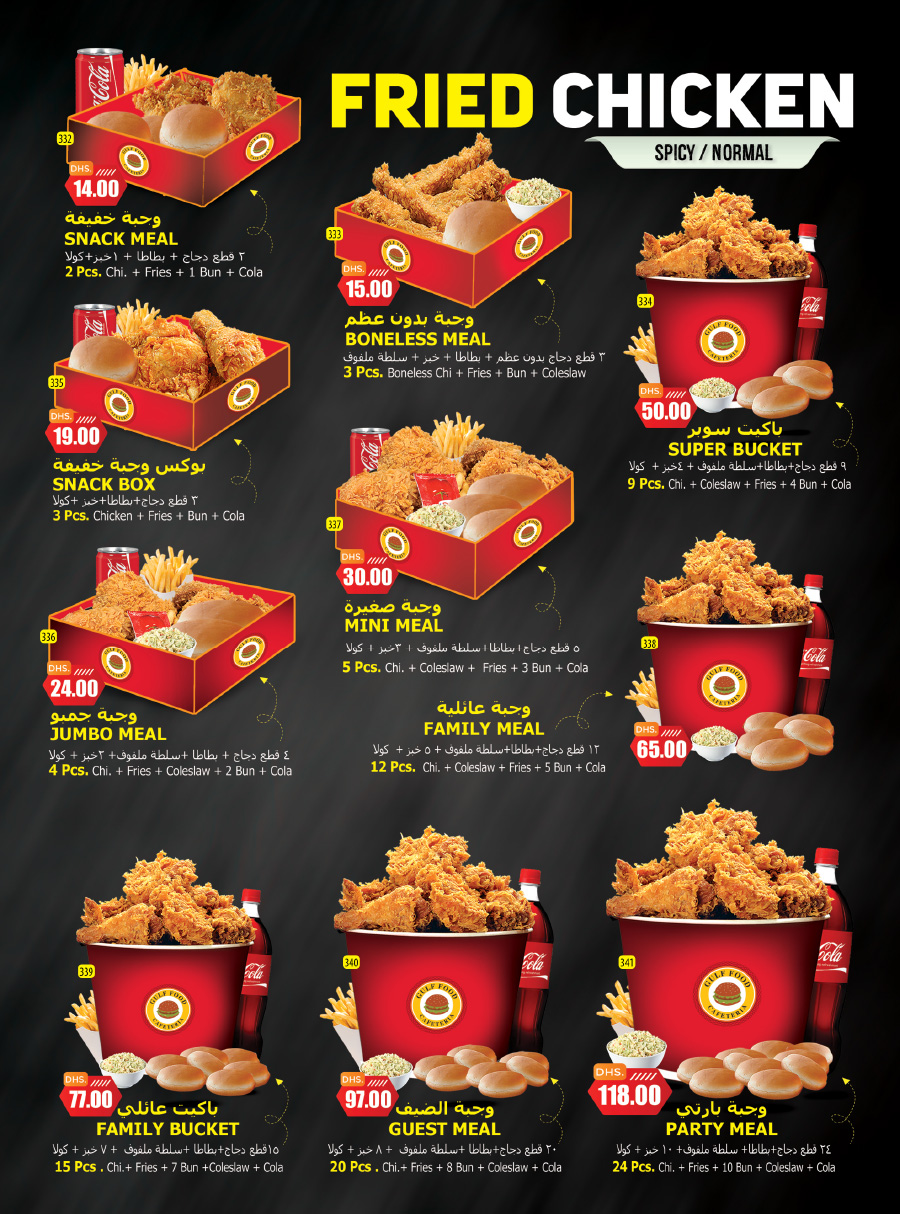 FRIED CHICKEN
SPICY / NORMAL
332
DHS.
14.00
وجبة خفيفة
SNACK MEAL
٢ قطع دجاج + بطاطا + ١خبز+كولا
2 Pcs. Chi. + Fries + 1 Bun + Cola
333
DHS.
15.00
وجبة بدون عظم
BONELESS MEAL
٣ قطع دجاج بدون عظم + بطاطا + خبز + سلطة ملفوف
3 Pcs. Boneless Chi + Fries + Bun + Coleslaw
334
DHS.
50.00
باكيت سوبر
SUPER BUCKET
٩ قطع دجاج+بطاطا+سلطة ملفوف + ٤خبز + كولا
9 Pcs. Chi. + Coleslaw + Fries + 4 Bun + Cola
335
DHS.
19.00
بوكس وجبة خفيفة
SNACK BOX
٣ قطع دجاج+بطاطا+خبز +كولا
3 Pcs. Chicken + Fries + Bun + Cola
337
DHS.
30.00
وجبة صغيرة
MINI MEAL
٥ قطع دجاج+بطاطا+سلطة ملفوف + ٣خبز + كولا
5 Pcs. Chi. + Coleslaw + Fries + 3 Bun + Cola
336
DHS.
24.00
وجبة جمبو
JUMBO MEAL
٤ قطع دجاج + بطاطا +سلطة ملفوف+ ٢خبز + كولا
4 Pcs. Chi. + Fries + Coleslaw + 2 Bun + Cola
338
DHS.
65.00
وجبة عائلية
FAMILY MEAL
١٢ قطع دجاج+بطاطا+سلطة ملفوف + ٥ خبز + كولا
12 Pcs. Chi. + Coleslaw + Fries + 5 Bun + Cola
339
DHS.
77.00
باكيت عائلي
FAMILY BUCKET
١٥قطع دجاج+بطاطا +سلطة ملفوف + ٧ خبز + كولا
15 Pcs Chi.+ Fries + 7 Bun +Coleslaw + Cola
340
DHS.
97.00
وجبة الضيف
GUEST MEAL
٢٠ قطع دجاج+بطاطا +سلطة ملفوف + ٨ خبز + كولا
20 Pcs . Chi.+ Fries + 8 Bun + Coleslaw + Cola
341
DHS.
118.00
وجبة بارتي
PARTY MEAL
٢٤ قطع دجاج+بطاطا +سلطة ملفوف+ ١٠ خبز + كولا
24 Pcs. Chi. + Fries + 10 Bun + Coleslaw + Cola
GULF FOOD
CAFETERIA
Coca-Cola